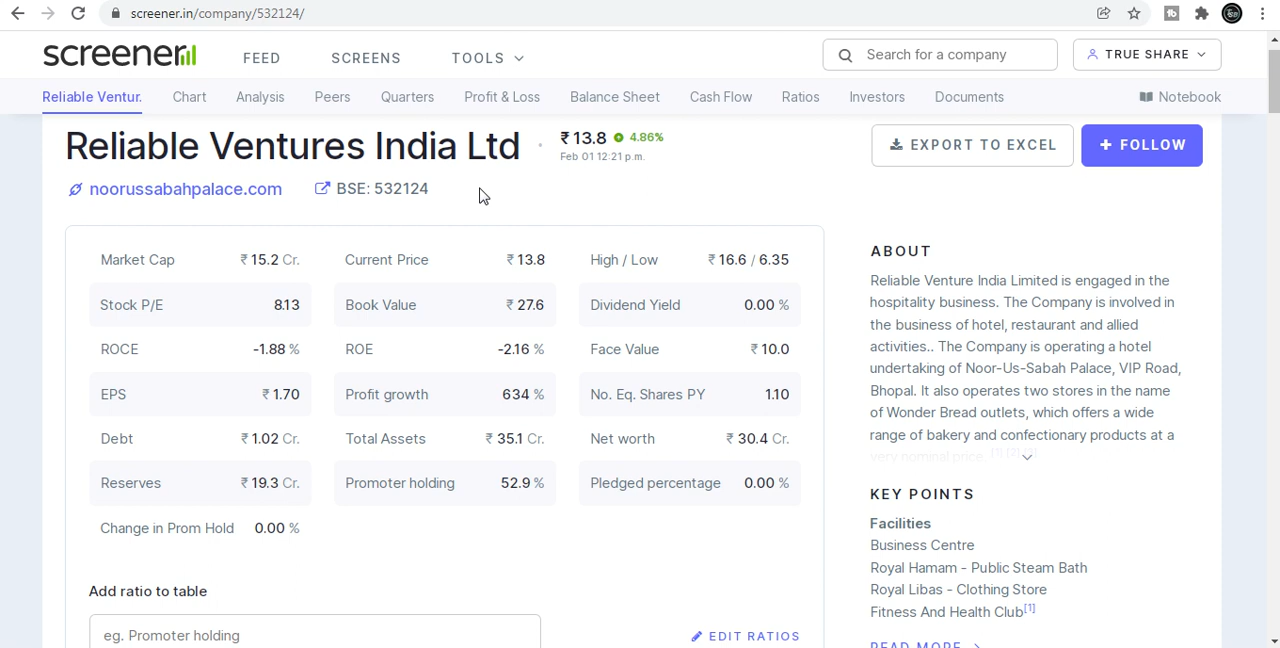 screener.in/company/532124/
screener
FEED
SCREENS
TOOLS
Search for a company
TRUE SHARE
Reliable Ventur.
Chart
Analysis
Peers
Quarters
Profit & Loss
Balance Sheet
Cash Flow
Ratios
Investors
Documents
Notebook
Reliable Ventures India Ltd
₹ 13.8 4.86%
Feb 01 12:21 p.m.
EXPORT TO EXCEL
+ FOLLOW
noorussabahpalace.com
BSE: 532124
Market Cap ₹ 15.2 Cr.
Current Price ₹ 13.8
High / Low ₹ 16.6 / 6.35
Stock P/E 8.13
Book Value ₹ 27.6
Dividend Yield 0.00 %
ROCE -1.88 %
ROE -2.16 %
Face Value ₹ 10.0
EPS ₹ 1.70
Profit growth 634 %
No. Eq. Shares PY 1.10
Debt ₹ 1.02 Cr.
Total Assets ₹ 35.1 Cr.
Net worth ₹ 30.4 Cr.
Reserves ₹ 19.3 Cr.
Promoter holding 52.9 %
Pledged percentage 0.00 %
Change in Prom Hold 0.00 %
Add ratio to table
eg. Promoter holding
EDIT RATIOS
ABOUT
Reliable Venture India Limited is engaged in the
hospitality business. The Company is involved in
the business of hotel, restaurant and allied
activities.. The Company is operating a hotel
undertaking of Noor-Us-Sabah Palace, VIP Road,
Bhopal. It also operates two stores in the name
of Wonder Bread outlets, which offers a wide
range of bakery and confectionary products at a
very nominal price.
KEY POINTS
Facilities
Business Centre
Royal Hamam - Public Steam Bath
Royal Libas - Clothing Store
Fitness And Health Club[1]
READ MORE